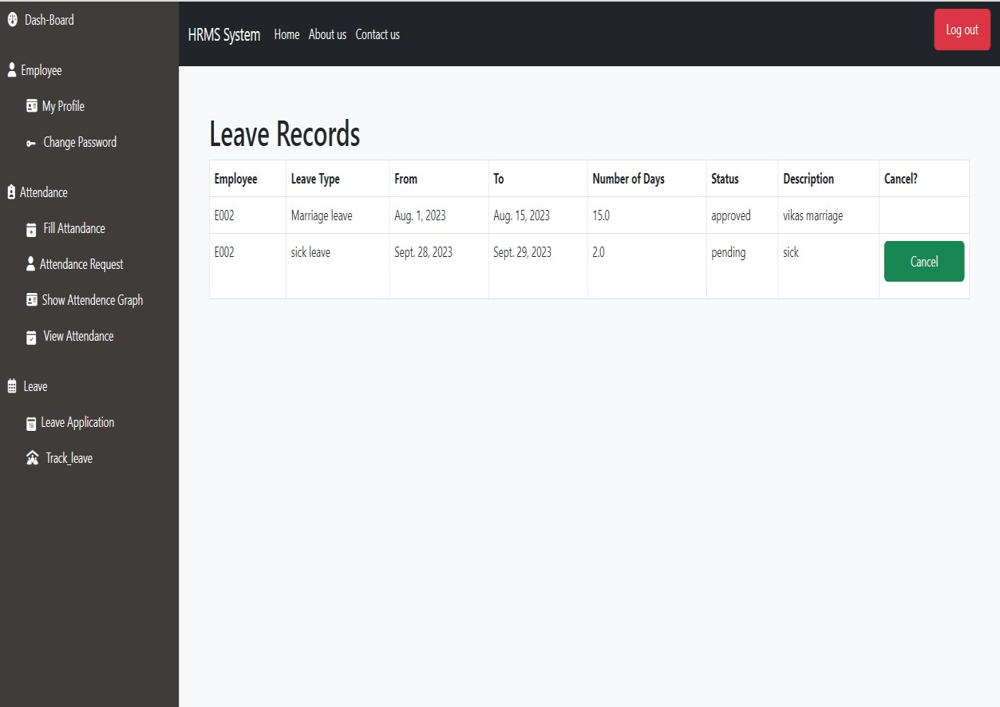 Dash-Board
Employee
My Profile
Change Password
Attendance
Fill Attandance
Attendance Request
Show Attendence Graph
View Attendance
Leave
Leave Application
Track_leave
HRMS System Home About us Contact us
Log out
Leave Records
Employee Leave Type From To Number of Days Status Description Cancel?
E002 Marriage leave Aug. 1, 2023 Aug. 15, 2023 15.0 approved vikas marriage
E002 sick leave Sept. 28, 2023 Sept. 29, 2023 2.0 pending sick Cancel